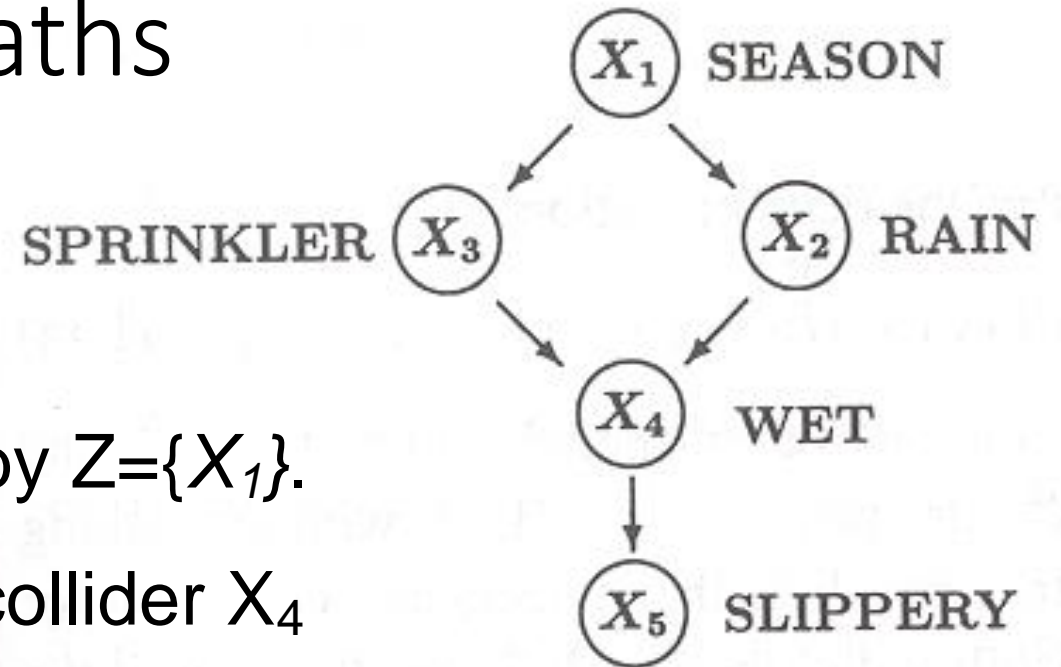 aths
X₁ SEASON
SPRINKLER X₃ X₂ RAIN
X₄ WET
by Z={X₁}.
collider X₄
X₅ SLIPPERY